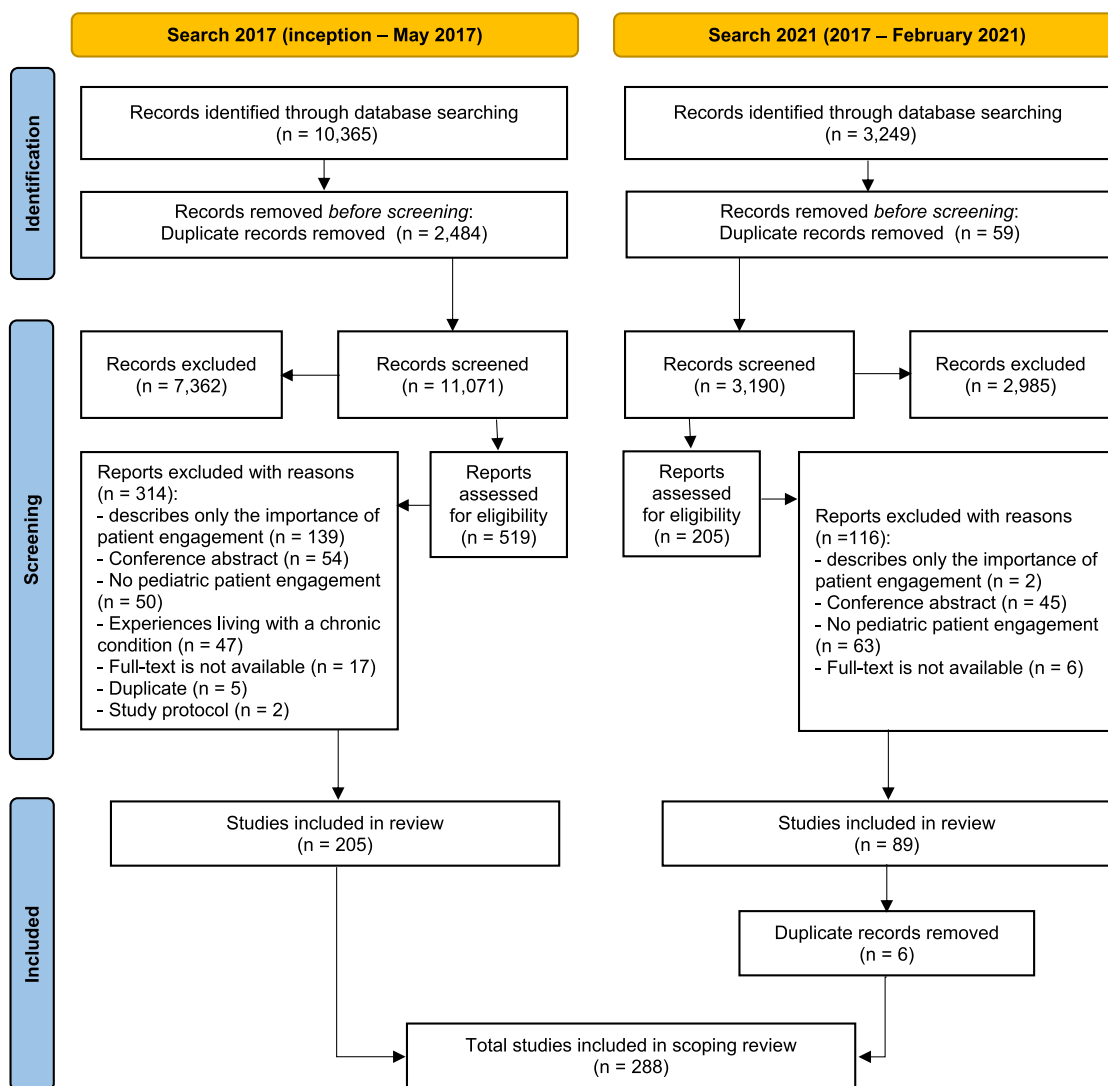 Search 2017 (inception – May 2017)
Search 2021 (2017 – February 2021)
Identification
Records identified through database searching
(n = 10,365)
Records identified through database searching
(n = 3,249)
Records removed before screening:
Duplicate records removed (n = 2,484)
Records removed before screening:
Duplicate records removed (n = 59)
Screening
Records excluded
(n = 7,362)
Records screened
(n = 11,071)
Records screened
(n = 3,190)
Records excluded
(n = 2,985)
Reports excluded with reasons
(n = 314):
- describes only the importance of
patient engagement (n = 139)
- Conference abstract (n = 54)
- No pediatric patient engagement
(n = 50)
- Experiences living with a chronic
condition (n = 47)
- Full-text is not available (n = 17)
- Duplicate (n = 5)
- Study protocol (n = 2)
Reports
assessed
for eligibility
(n = 519)
Reports
assessed
for eligibility
(n = 205)
Reports excluded with reasons
(n =116):
- describes only the importance of
patient engagement (n = 2)
- Conference abstract (n = 45)
- No pediatric patient engagement
(n = 63)
- Full-text is not available (n = 6)
Included
Studies included in review
(n = 205)
Studies included in review
(n = 89)
Duplicate records removed
(n = 6)
Total studies included in scoping review
(n = 288)